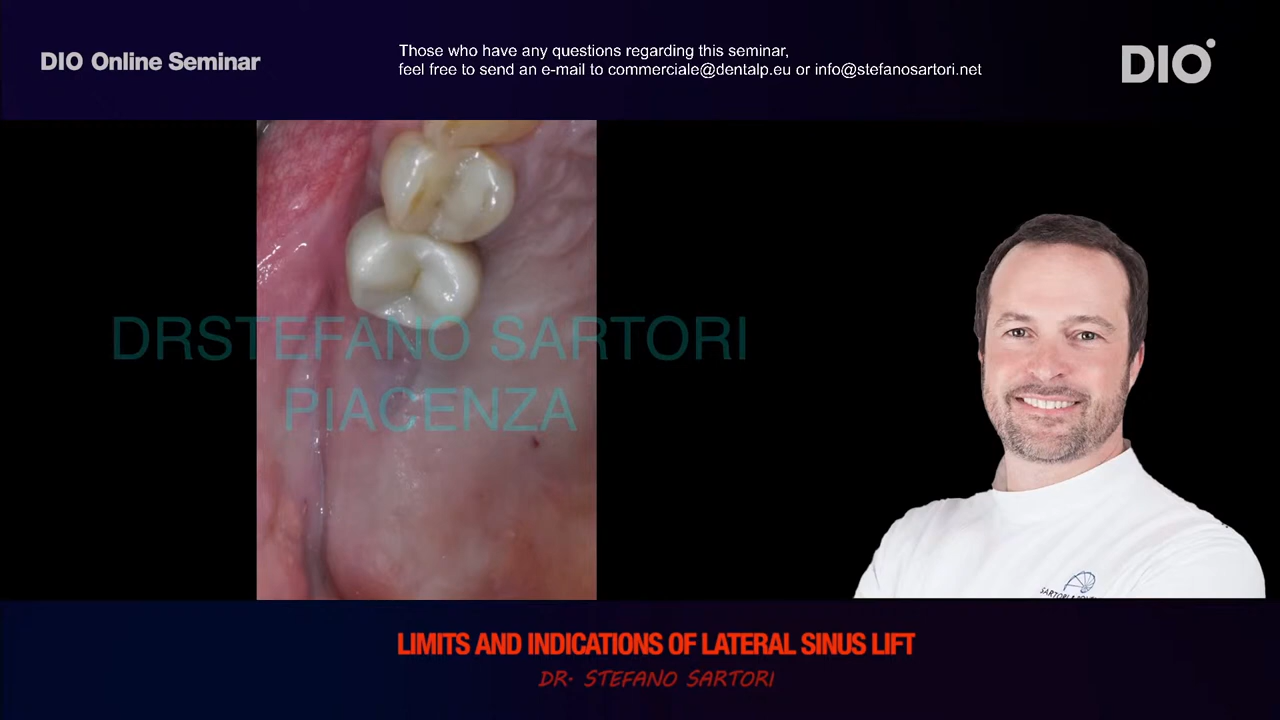 DIO Online Seminar
Those who have any questions regarding this seminar,
feel free to send an e-mail to commerciale@dentalp.eu or info@stefanosartori.net
DIO
DRSTEFANO SARTORI
PIACENZA
LIMITS AND INDICATIONS OF LATERAL SINUS LIFT
DR. STEFANO SARTORI